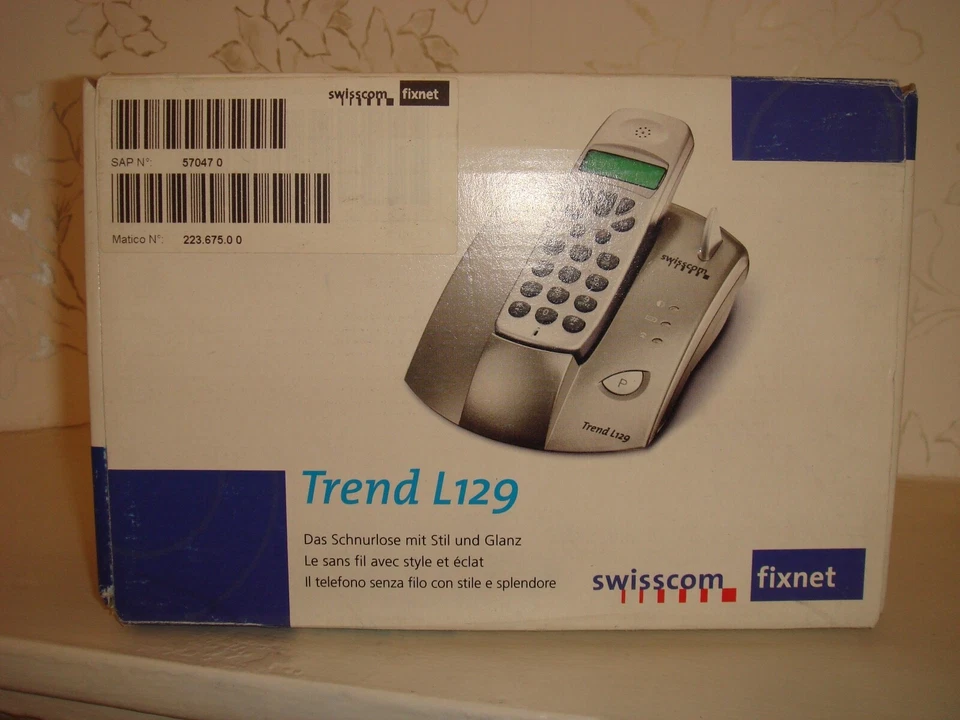 swisscom fixnet
SAP N°: 57047 0
Matico N°: 223.675.0 0
swisscom
P
Trend L129
Trend L129
Das Schnurlose mit Stil und Glanz
Le sans fil avec style et éclat
Il telefono senza filo con stile e splendore
swisscom fixnet